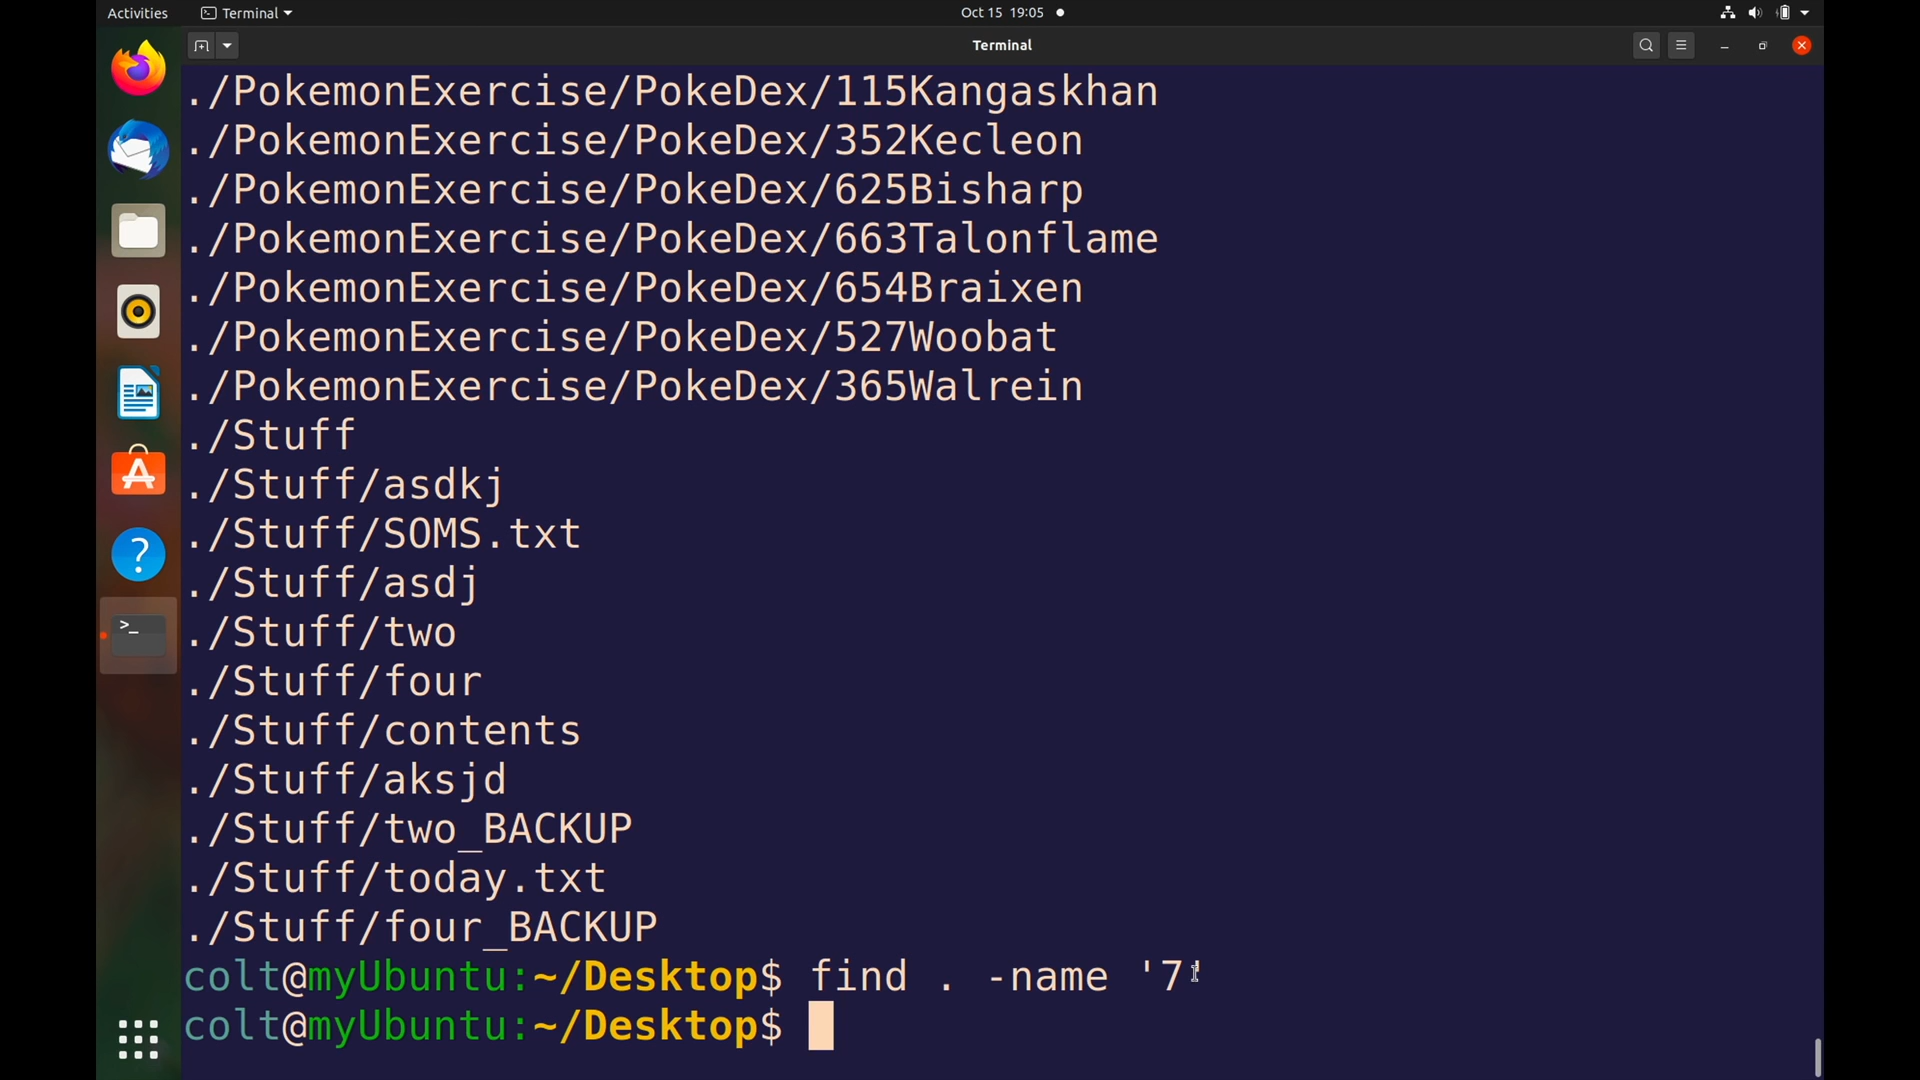 Activities Terminal Oct 15 19:05
Terminal
./PokemonExercise/PokeDex/115Kangaskhan
./PokemonExercise/PokeDex/352Kecleon
./PokemonExercise/PokeDex/625Bisharp
./PokemonExercise/PokeDex/663Talonflame
./PokemonExercise/PokeDex/654Braixen
./PokemonExercise/PokeDex/527Woobat
./PokemonExercise/PokeDex/365Walrein
./Stuff
./Stuff/asdkj
./Stuff/SOMS.txt
./Stuff/asdj
./Stuff/two
./Stuff/four
./Stuff/contents
./Stuff/aksjd
./Stuff/two_BACKUP
./Stuff/today.txt
./Stuff/four_BACKUP
colt@myUbuntu:~/Desktop$ find . -name '7'
colt@myUbuntu:~/Desktop$